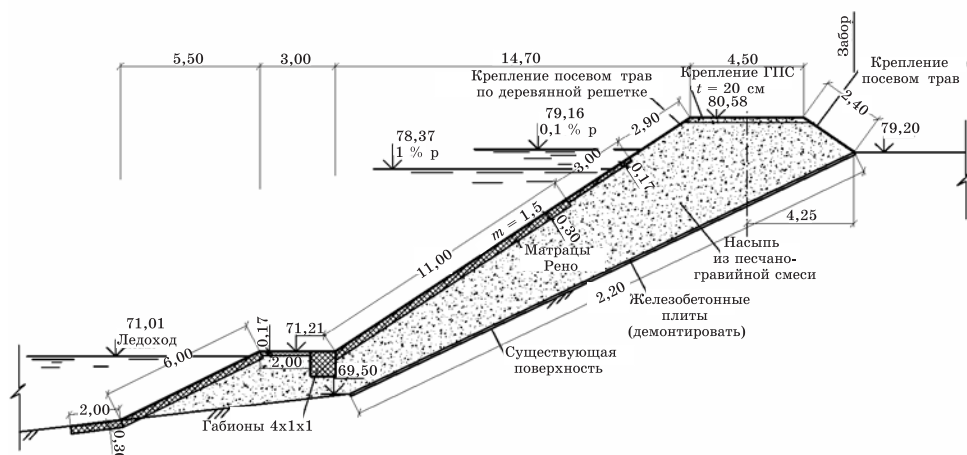 5,50
3,00
14,70
4,50
Забор
Крепление посевом трав
по деревянной решетке
Крепление ГПС
t = 20 см
80,58
Крепление
посевом трав
2,40
79,16
0,1 % р
78,37
1 % р
2,90
3,00
0,17
79,20
4,25
m = 1,5
0,30
11,00
Матрацы
Рено
Насыпь
из песчано-
гравийной смеси
2,20
Железобетонные
плиты
(демонтировать)
71,01
Ледоход
0,17
71,21
6,00
2,00
69,50
Существующая
поверхность
2,00
Габионы 4х1х1
0,30